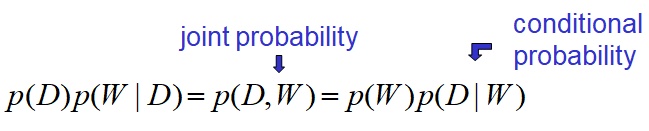 joint probability
conditional
probability
p(D)p(W | D) = p(D,W) = p(W)p(D | W)